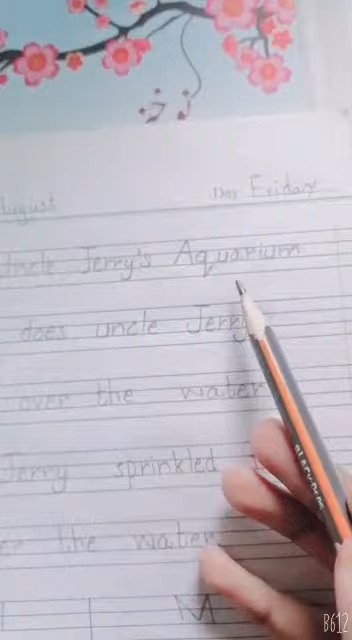 August Day Friday
Uncle Jerry's Aquarium
does uncle Jerry
over the water
Jerry sprinkled
the water
M
B612